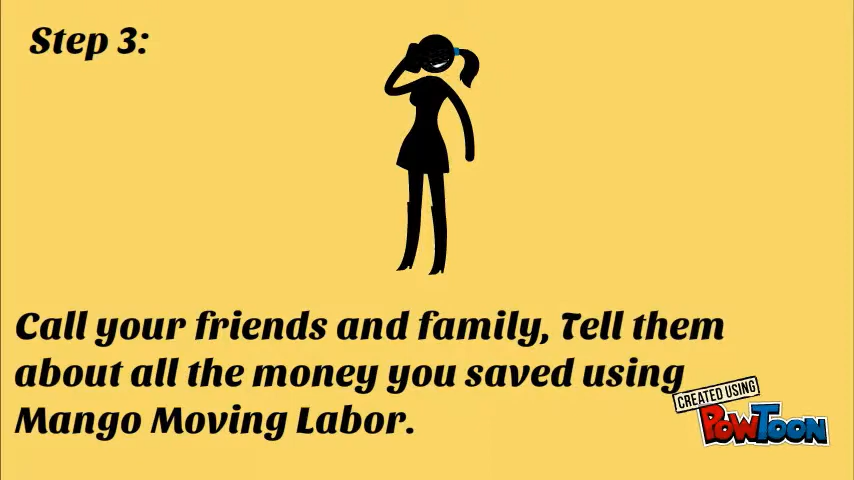 Step 3:
Call your friends and family, Tell them
about all the money you saved using
Mango Moving Labor.
CREATED USING
POWTOON